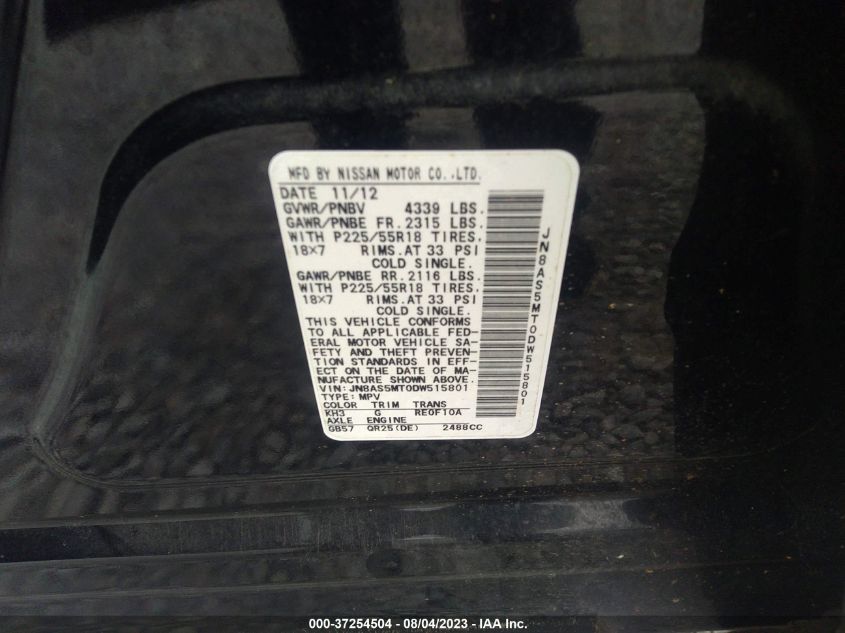 MFD BY NISSAN MOTOR CO.,LTD.
DATE 11/12
GVWR/PNBV 4339 LBS.
GAWR/PNBE FR. 2315 LBS.
WITH P225/55R18 TIRES.
18X7 RIMS. AT 33 PSI
COLD SINGLE.
GAWR/PNBE RR. 2116 LBS.
WITH P225/55R18 TIRES.
18X7 RIMS. AT 33 PSI
COLD SINGLE.
THIS VEHICLE CONFORMS
TO ALL APPLICABLE FED-
ERAL MOTOR VEHICLE SA-
FETY AND THEFT PREVEN-
TION STANDARDS IN EFF-
ECT ON THE DATE OF MA-
NUFACTURE SHOWN ABOVE.
VIN: JN8AS5MT0DW515801
TYPE: MPV
COLOR TRIM TRANS
KH3 G RE0F10A
AXLE ENGINE
GB57 QR25(DE) 2488CC
JN8AS5MT0DW515801
000-37254504 - 08/04/2023 - Copyright © 2023, IAA Inc.